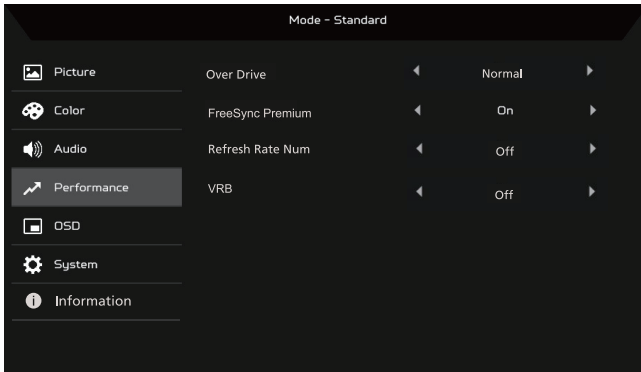 Mode - Standard
Picture
Over Drive Normal
Color
FreeSync Premium On
Audio
Refresh Rate Num Off
Performance
VRB Off
OSD
System
Information